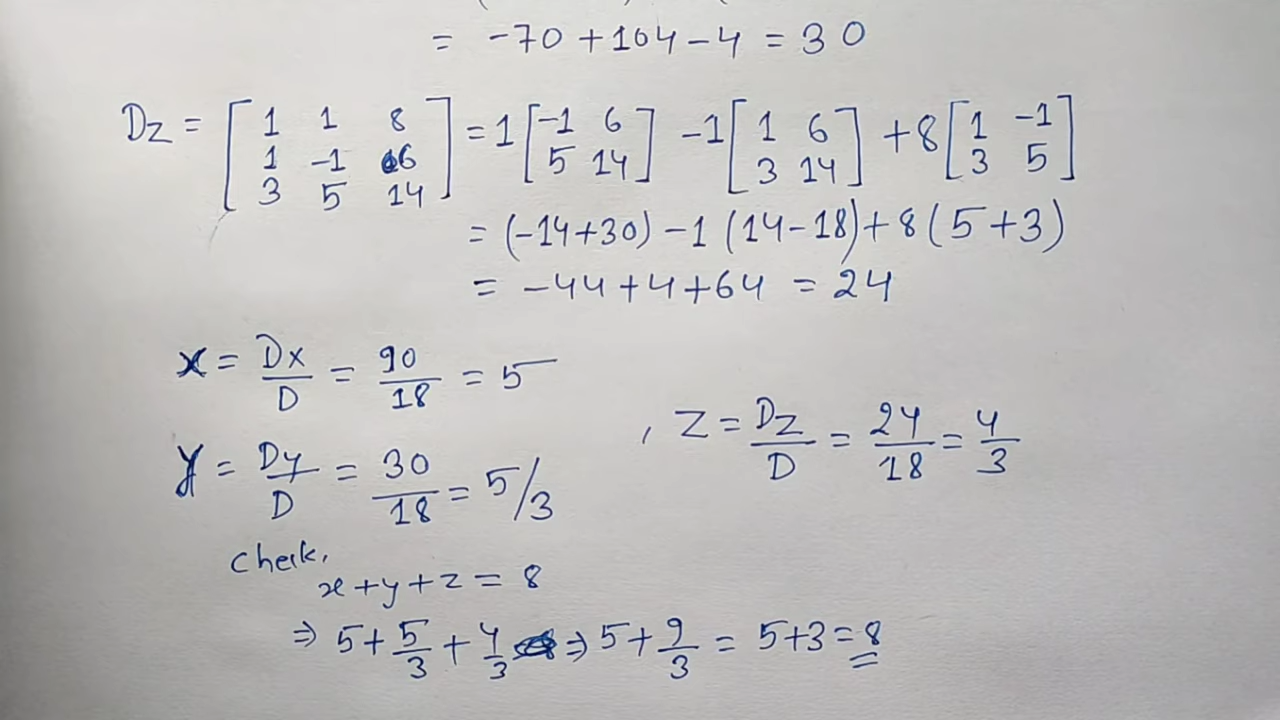 = -70 + 104 - 4 = 30
Dz = [1 1 8 = 1[-1 6] -1[1 6] +8[1 -1]
1 -1 6 5 14 3 14 3 5
3 5 14]
= (-14+30) -1 (14-18) + 8(5+3)
= -44 + 4 + 64 = 24
x = Dx/D = 90/18 = 5
y = Dy/D = 30/18 = 5/3
, z = Dz/D = 24/18 = 4/3
Check,
x + y + z = 8
⇒ 5 + 5/3 + 4/3 ⇒ 5 + 9/3 = 5+3 = 8